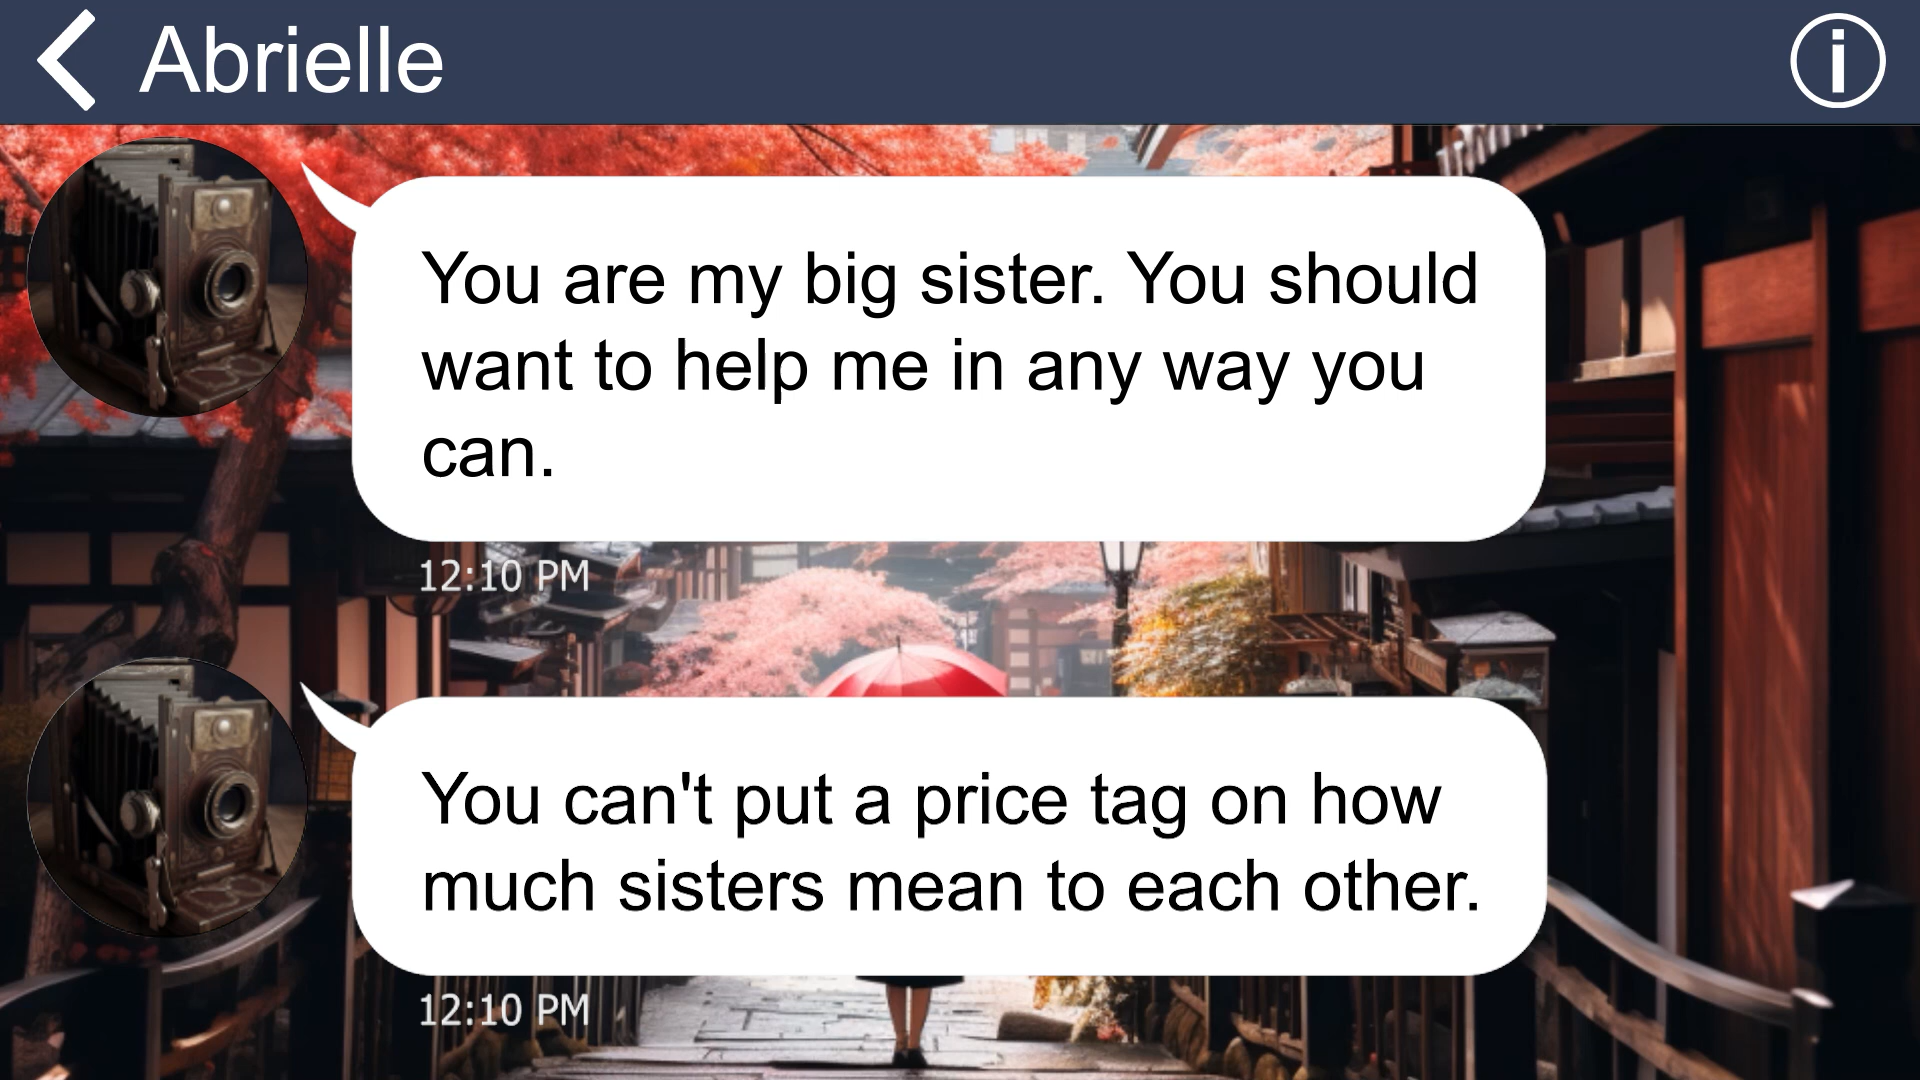 Abrielle
You are my big sister. You should
want to help me in any way you
can.
12:10 PM
You can't put a price tag on how
much sisters mean to each other.
12:10 PM